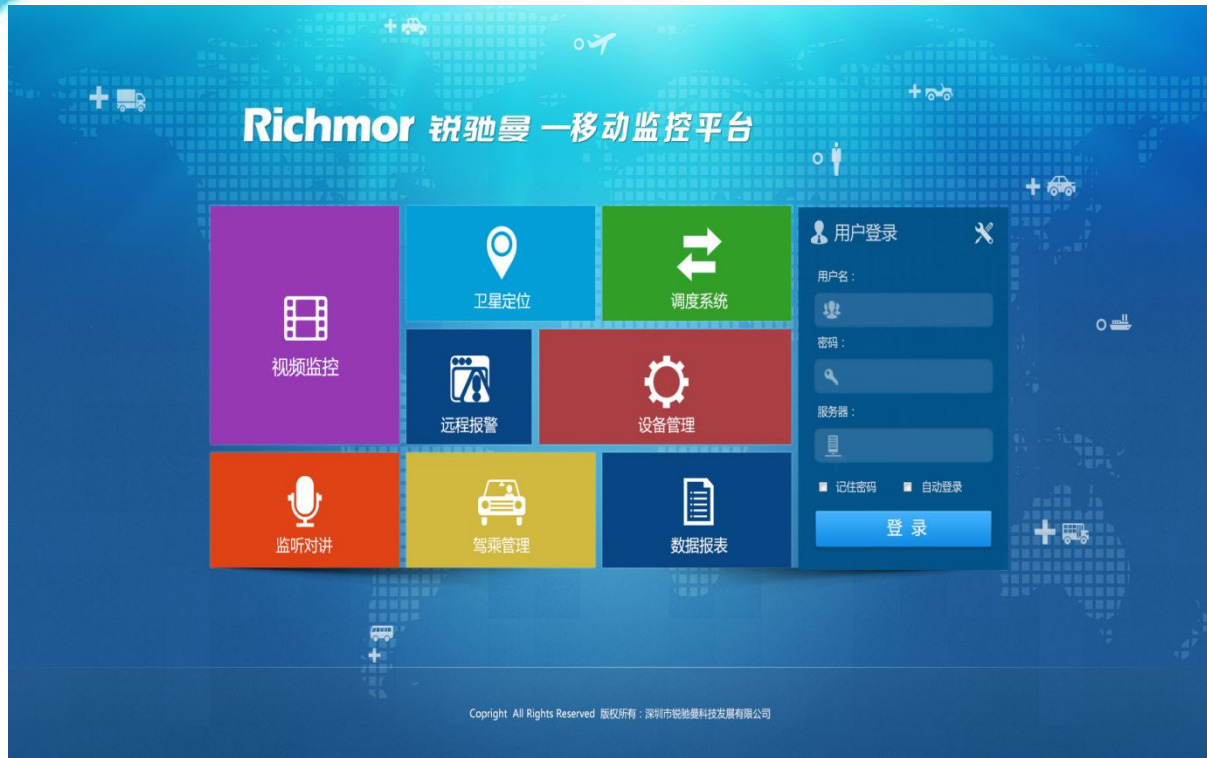 Richmor 锐驰曼 一移动监控平台
视频监控
卫星定位
调度系统
远程报警
设备管理
监听对讲
驾乘管理
数据报表
用户登录
用户名：
密码：
服务器：
记住密码 自动登录
登 录
Copright All Rights Reserved 版权所有：深圳市锐驰曼科技发展有限公司